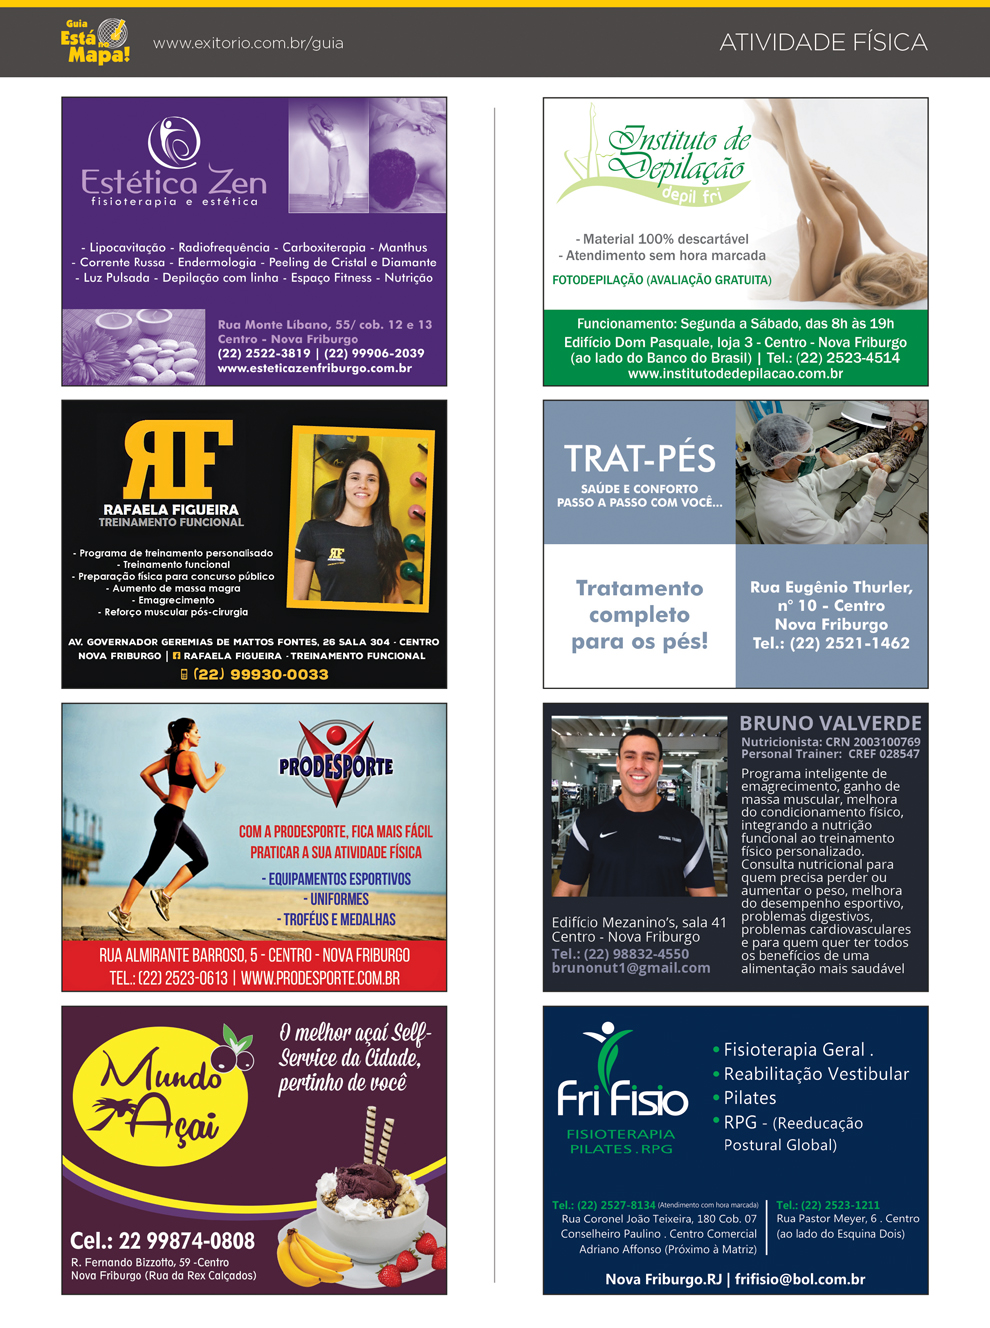 Guia
Está no
Mapa!
www.exitorio.com.br/guia
ATIVIDADE FÍSICA
Estética Zen
fisioterapia e estética
- Lipocavitação - Radiofrequência - Carboxiterapia - Manthus
- Corrente Russa - Endermologia - Peeling de Cristal e Diamante
- Luz Pulsada - Depilação com linha - Espaço Fitness - Nutrição
Rua Monte Líbano, 55/ cob. 12 e 13
Centro - Nova Friburgo
(22) 2522-3819 | (22) 99906-2039
www.esteticazenfriburgo.com.br
RF
RAFAELA FIGUEIRA
TREINAMENTO FUNCIONAL
- Programa de treinamento personalisado
- Treinamento funcional
- Preparação física para concurso público
- Aumento de massa magra
- Emagrecimento
- Reforço muscular pós-cirurgia
RF
AV. GOVERNADOR GEREMIAS DE MATTOS FONTES, 26 SALA 304 - CENTRO
NOVA FRIBURGO | RAFAELA FIGUEIRA - TREINAMENTO FUNCIONAL
(22) 99930-0033
PRODESPORTE
COM A PRODESPORTE, FICA MAIS FÁCIL
PRATICAR A SUA ATIVIDADE FÍSICA
- EQUIPAMENTOS ESPORTIVOS
- UNIFORMES
- TROFÉUS E MEDALHAS
RUA ALMIRANTE BARROSO, 5 - CENTRO - NOVA FRIBURGO
TEL.: (22) 2523-0613 | WWW.PRODESPORTE.COM.BR
Mundo
Açai
O melhor açaí Self-
Service da Cidade,
pertinho de você
Cel.: 22 99874-0808
R. Fernando Bizzotto, 59 -Centro
Nova Friburgo (Rua da Rex Calçados)
Instituto de
Depilação
depil fri
- Material 100% descartável
- Atendimento sem hora marcada
FOTODEPILAÇÃO (AVALIAÇÃO GRATUITA)
Funcionamento: Segunda a Sábado, das 8h às 19h
Edifício Dom Pasquale, loja 3 - Centro - Nova Friburgo
(ao lado do Banco do Brasil) | Tel.: (22) 2523-4514
www.institutodedepilacao.com.br
TRAT-PÉS
SAÚDE E CONFORTO
PASSO A PASSO COM VOCÊ...
Tratamento
completo
para os pés!
Rua Eugênio Thurler,
n° 10 - Centro
Nova Friburgo
Tel.: (22) 2521-1462
BRUNO VALVERDE
Nutricionista: CRN 2003100769
Personal Trainer: CREF 028547
Programa inteligente de
emagrecimento, ganho de
massa muscular, melhora
do condicionamento físico,
integrando a nutrição
funcional ao treinamento
físico personalizado.
Consulta nutricional para
quem precisa perder ou
aumentar o peso, melhora
do desempenho esportivo,
problemas digestivos,
problemas cardiovasculares
e para quem quer ter todos
os benefícios de uma
alimentação mais saudável
Edifício Mezanino's, sala 41
Centro - Nova Friburgo
Tel.: (22) 98832-4550
brunonut1@gmail.com
Fri Fisio
FISIOTERAPIA
PILATES . RPG
• Fisioterapia Geral .
• Reabilitação Vestibular
• Pilates
• RPG - (Reeducação
Postural Global)
Tel.: (22) 2527-8134 (Atendimento com hora marcada)
Rua Coronel João Teixeira, 180 Cob. 07
Conselheiro Paulino . Centro Comercial
Adriano Affonso (Próximo à Matriz)
Tel.: (22) 2523-1211
Rua Pastor Meyer, 6 . Centro
(ao lado do Esquina Dois)
Nova Friburgo.RJ | frifisio@bol.com.br